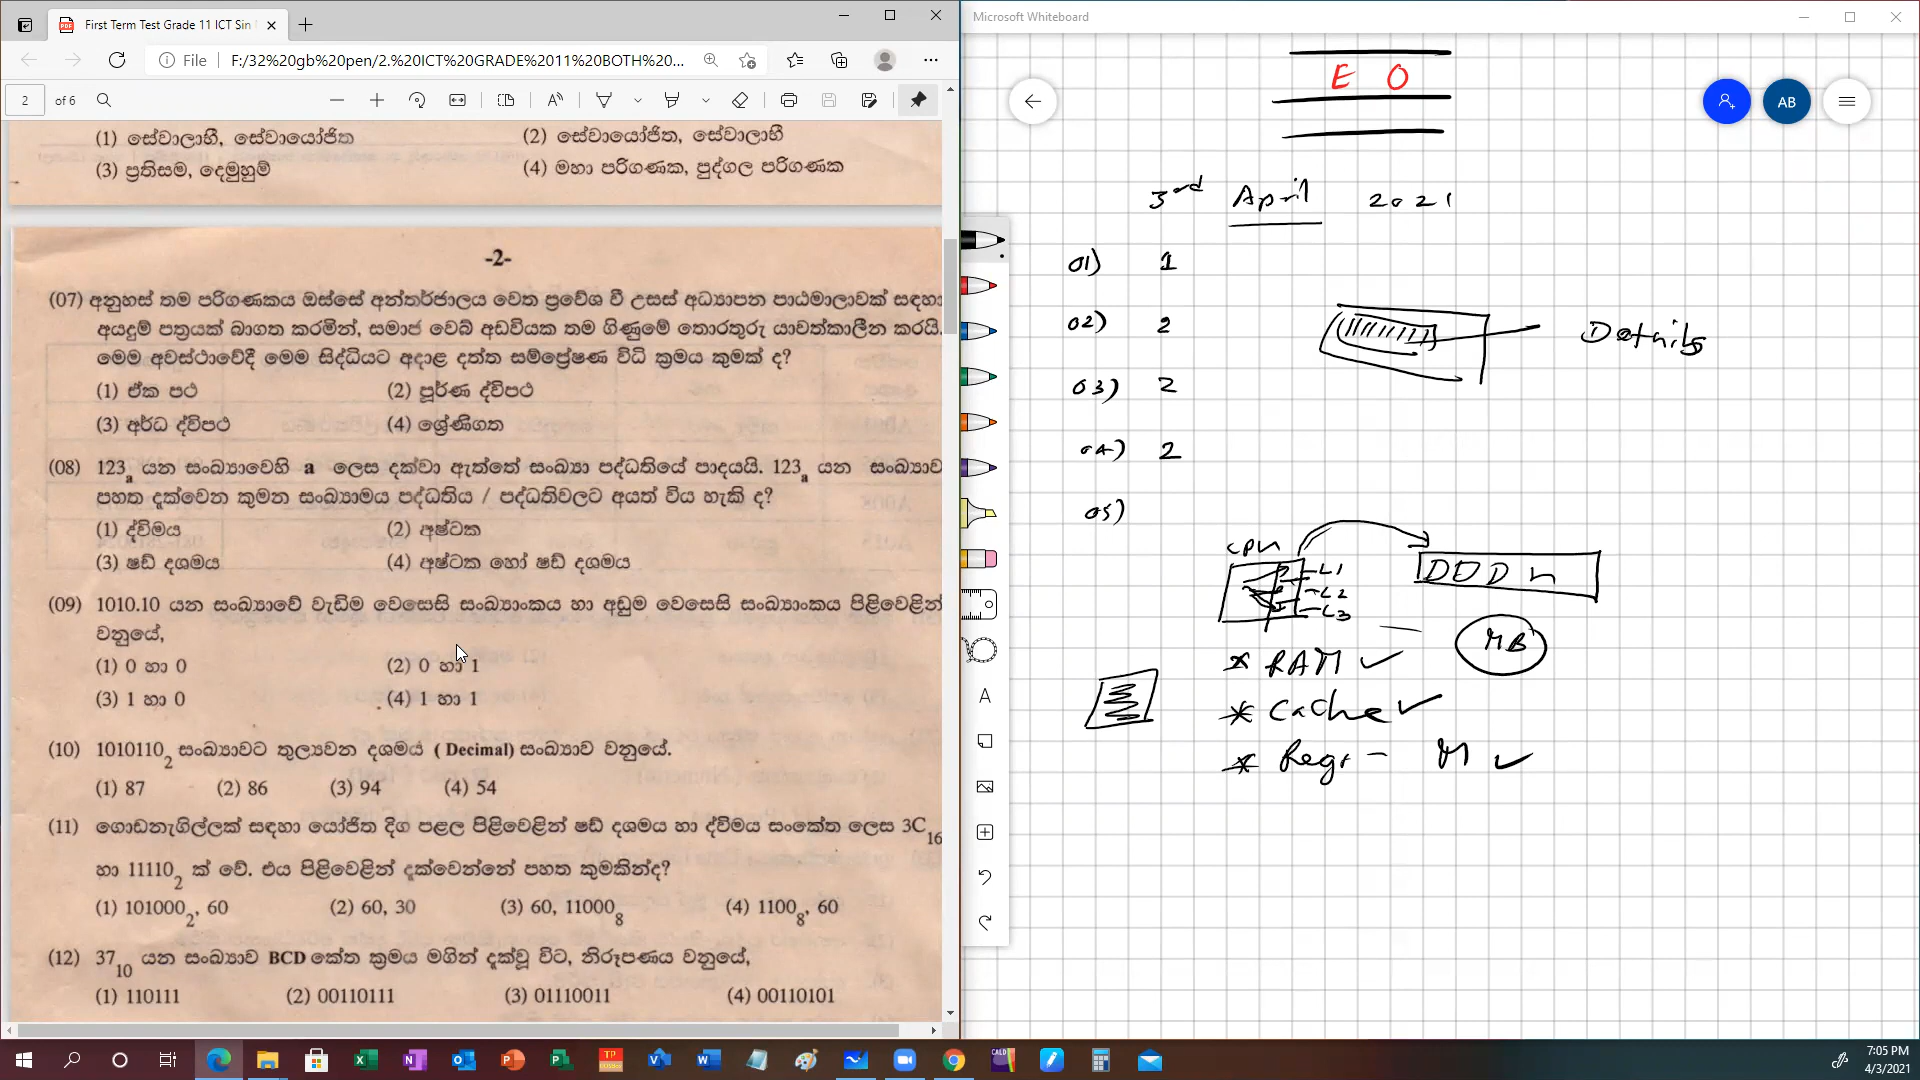 First Term Test Grade 11 ICT Sin
File
F:/32%20gb%20pen/2.%20ICT%20GRADE%2011%20BOTH%20...
2 of 6
(1) සේවාලාභී, සේවායෝජිත (2) සේවායෝජිත, සේවාලාභී
(3) ප්‍රතිසම, දෙමුහුම් (4) මහා පරිගණක, පුද්ගල පරිගණක
-2-
(07) අනුහස් තම පරිගණකය ඔස්සේ අන්තර්ජාලය වෙත ප්‍රවේශ වී උසස් අධ්‍යාපන පාඨමාලාවක් සඳහා
අයදුම් පත්‍රයක් බාගත කරමින්, සමාජ වෙබ් අඩවියක තම ගිණුමේ තොරතුරු යාවත්කාලීන කරයි.
මෙම අවස්ථාවේදී මෙම සිද්ධියට අදාළ දත්ත සම්ප්‍රේෂණ විධි ක්‍රමය කුමක් ද?
(1) ඒක පථ (2) පූර්ණ ද්විපථ
(3) අර්ධ ද්විපථ (4) ශ්‍රේණිගත
(08) 123a යන සංඛ්‍යාවෙහි a ලෙස දක්වා ඇත්තේ සංඛ්‍යා පද්ධතියේ පාදයයි. 123a යන සංඛ්‍යාව
පහත දැක්වෙන කුමන සංඛ්‍යාමය පද්ධතිය / පද්ධතිවලට අයත් විය හැකි ද?
(1) ද්විමය (2) අෂ්ටක
(3) ෂඩ් දශමය (4) අෂ්ටක හෝ ෂඩ් දශමය
(09) 1010.10 යන සංඛ්‍යාවේ වැඩිම වෙසෙසි සංඛ්‍යාංකය හා අඩුම වෙසෙසි සංඛ්‍යාංකය පිළිවෙළින්
වනුයේ,
(1) 0 හා 0 (2) 0 හා 1
(3) 1 හා 0 (4) 1 හා 1
(10) 1010110₂ සංඛ්‍යාවට තුල්‍යවන දශමය ( Decimal) සංඛ්‍යාව වනුයේ.
(1) 87 (2) 86 (3) 94 (4) 54
(11) ගොඩනැගිල්ලක් සඳහා යෝජිත දිග පළල පිළිවෙළින් ෂඩ් දශමය හා ද්විමය සංකේත ලෙස 3C₁₆
හා 11110₂ ක් වේ. එය පිළිවෙළින් දැක්වෙන්නේ පහත කුමකින්ද?
(1) 101000₂, 60 (2) 60, 30 (3) 60, 11000₈ (4) 1100₈, 60
(12) 37₁₀ යන සංඛ්‍යාව BCD කේත ක්‍රමය මගින් දැක්වූ විට, නිරූපණය වනුයේ,
(1) 110111 (2) 00110111 (3) 01110011 (4) 00110101
Microsoft Whiteboard
E O
AB
3rd April 2021
01) 1
02) 2
Details
03) 2
04) 2
05)
CPU
L1
L2
L3
MB
* RAM ✓
* Cache ✓
* Regr - M ✓
7:05 PM
4/3/2021